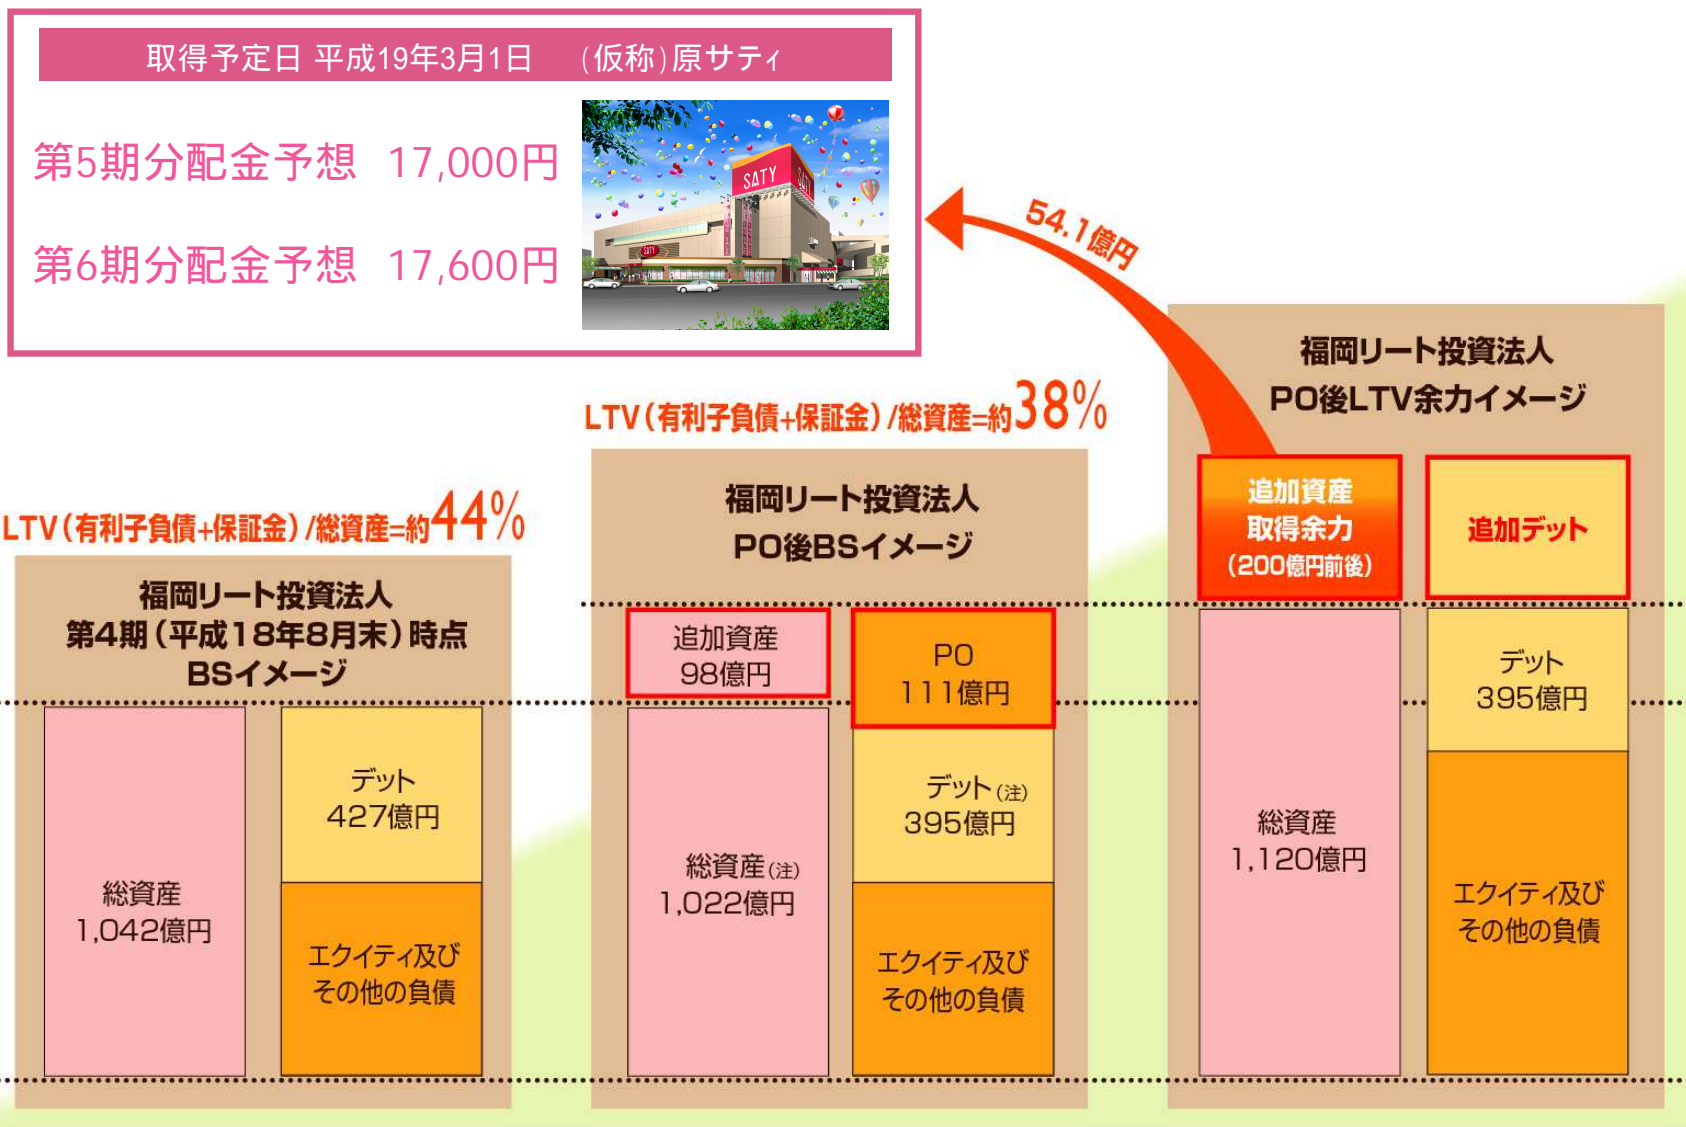 取得予定日 平成19年3月1日 (仮称)原サティ
第5期分配金予想 17,000円
第6期分配金予想 17,600円
SATY
SATY
SATY
54.1億円
LTV(有利子負債+保証金)/総資産=約44%
福岡リート投資法人
第4期(平成18年8月末)時点
BSイメージ
総資産
1,042億円
デット
427億円
エクイティ及び
その他の負債
LTV(有利子負債+保証金)/総資産=約38%
福岡リート投資法人
PO後BSイメージ
追加資産
98億円
PO
111億円
総資産(注)
1,022億円
デット(注)
395億円
エクイティ及び
その他の負債
福岡リート投資法人
PO後LTV余力イメージ
追加資産
取得余力
(200億円前後)
追加デット
総資産
1,120億円
デット
395億円
エクイティ及び
その他の負債